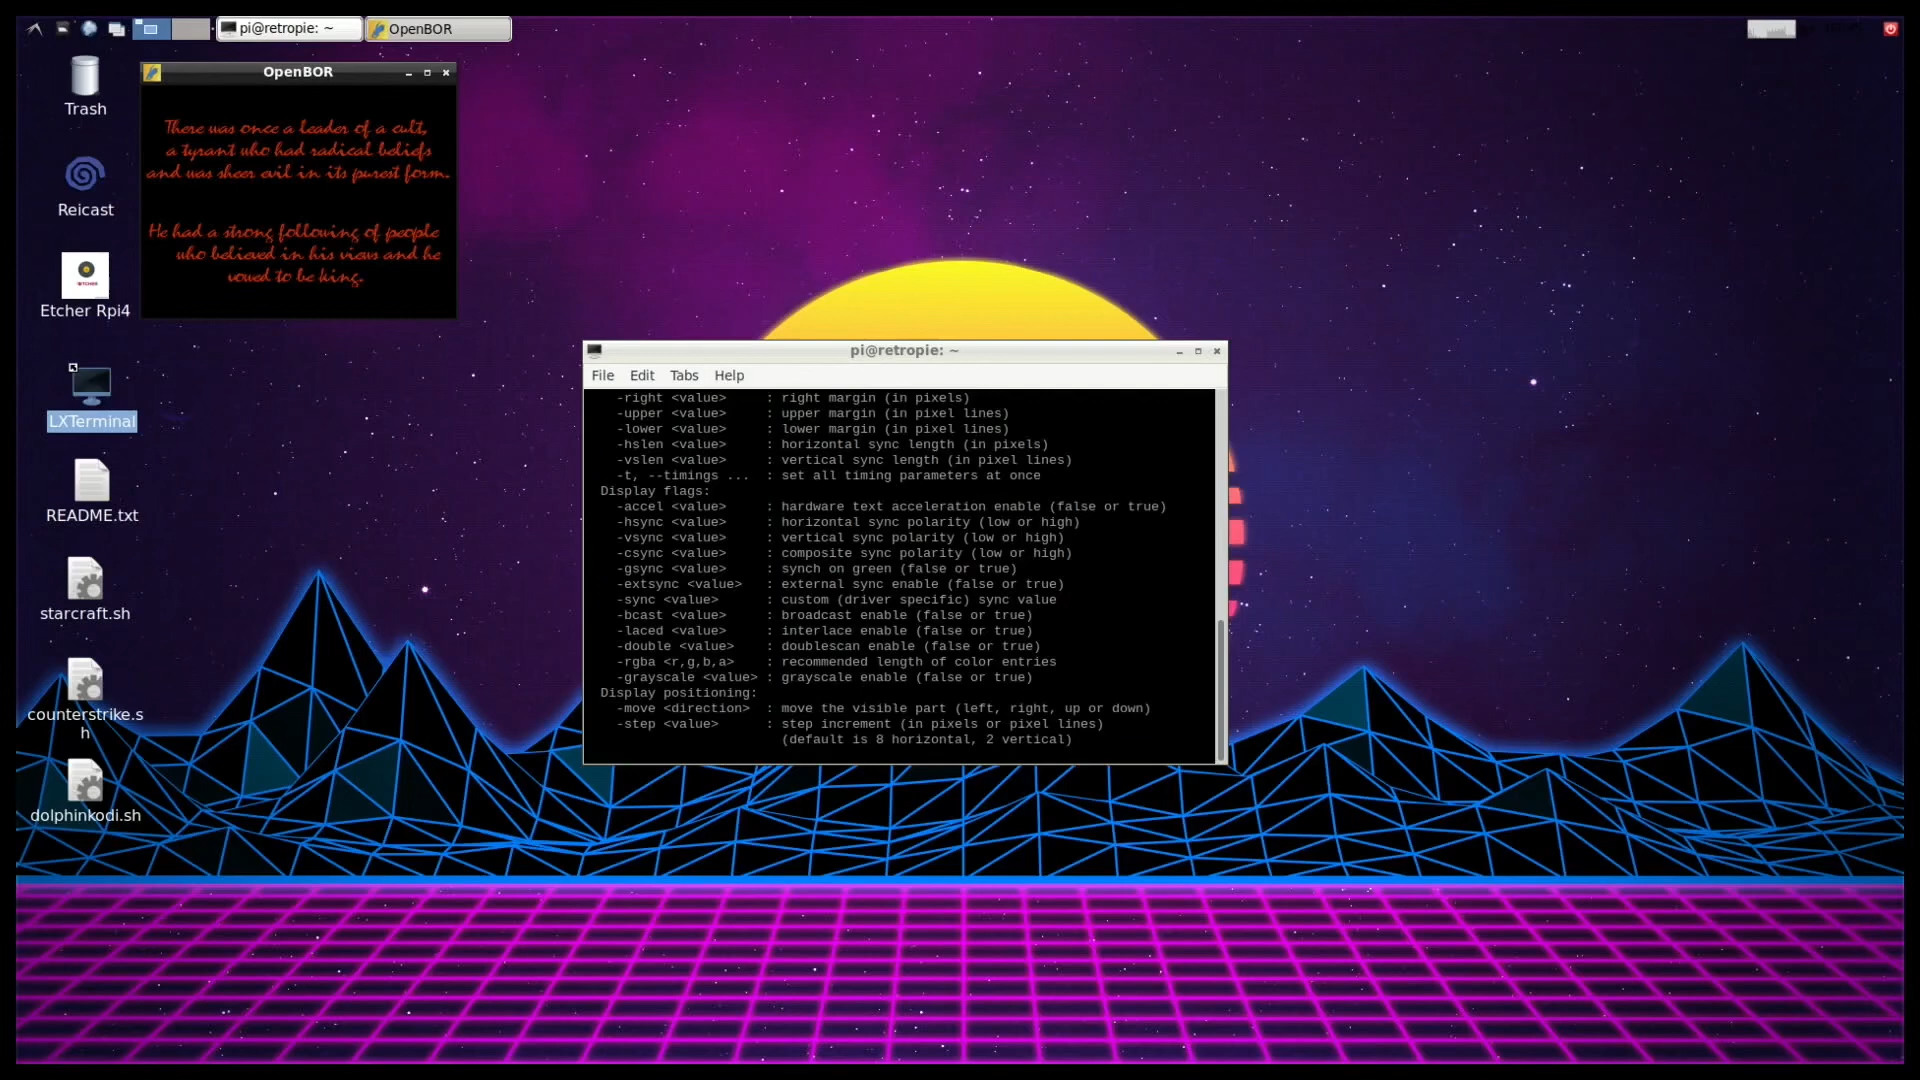 pi@retropie: ~
OpenBOR
Trash
Reicast
Etcher Rpi4
LXTerminal
README.txt
starcraft.sh
counterstrike.s
h
dolphinkodi.sh
OpenBOR
There was once a leader of a cult,
a tyrant who had radical beliefs
and was sheer evil in its purest form.
He had a strong following of people
who believed in his views and he
vowed to be king.
pi@retropie: ~
File Edit Tabs Help
-right <value> : right margin (in pixels)
-upper <value> : upper margin (in pixel lines)
-lower <value> : lower margin (in pixel lines)
-hslen <value> : horizontal sync length (in pixels)
-vslen <value> : vertical sync length (in pixel lines)
-t, --timings ... : set all timing parameters at once
Display flags:
-accel <value> : hardware text acceleration enable (false or true)
-hsync <value> : horizontal sync polarity (low or high)
-vsync <value> : vertical sync polarity (low or high)
-csync <value> : composite sync polarity (low or high)
-gsync <value> : synch on green (false or true)
-extsync <value> : external sync enable (false or true)
-sync <value> : custom (driver specific) sync value
-bcast <value> : broadcast enable (false or true)
-laced <value> : interlace enable (false or true)
-double <value> : doublescan enable (false or true)
-rgba <r,g,b,a> : recommended length of color entries
-grayscale <value> : grayscale enable (false or true)
Display positioning:
-move <direction> : move the visible part (left, right, up or down)
-step <value> : step increment (in pixels or pixel lines)
(default is 8 horizontal, 2 vertical)